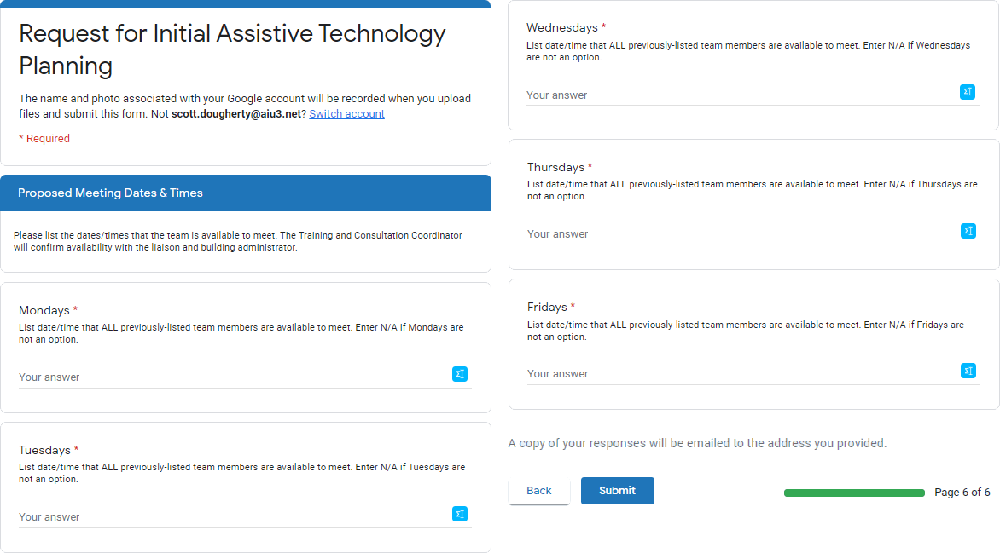 Request for Initial Assistive Technology
Planning
The name and photo associated with your Google account will be recorded when you upload
files and submit this form. Not scott.dougherty@aiu3.net? Switch account
* Required
Proposed Meeting Dates & Times
Please list the dates/times that the team is available to meet. The Training and Consultation Coordinator
will confirm availability with the liaison and building administrator.
Mondays *
List date/time that ALL previously-listed team members are available to meet. Enter N/A if Mondays are
not an option.
Your answer
Tuesdays *
List date/time that ALL previously-listed team members are available to meet. Enter N/A if Tuesdays are
not an option.
Your answer
Wednesdays *
List date/time that ALL previously-listed team members are available to meet. Enter N/A if Wednesdays
are not an option.
Your answer
Thursdays *
List date/time that ALL previously-listed team members are available to meet. Enter N/A if Thursdays are
not an option.
Your answer
Fridays *
List date/time that ALL previously-listed team members are available to meet. Enter N/A if Fridays are
not an option.
Your answer
A copy of your responses will be emailed to the address you provided.
Back Submit Page 6 of 6